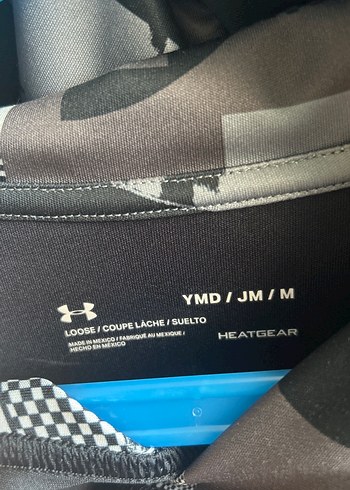 YMD / JM / M
LOOSE / COUPE LÂCHE / SUELTO
MADE IN MEXICO / FABRIQUÉ AU MEXIQUE /
HECHO EN MÉXICO
HEATGEAR